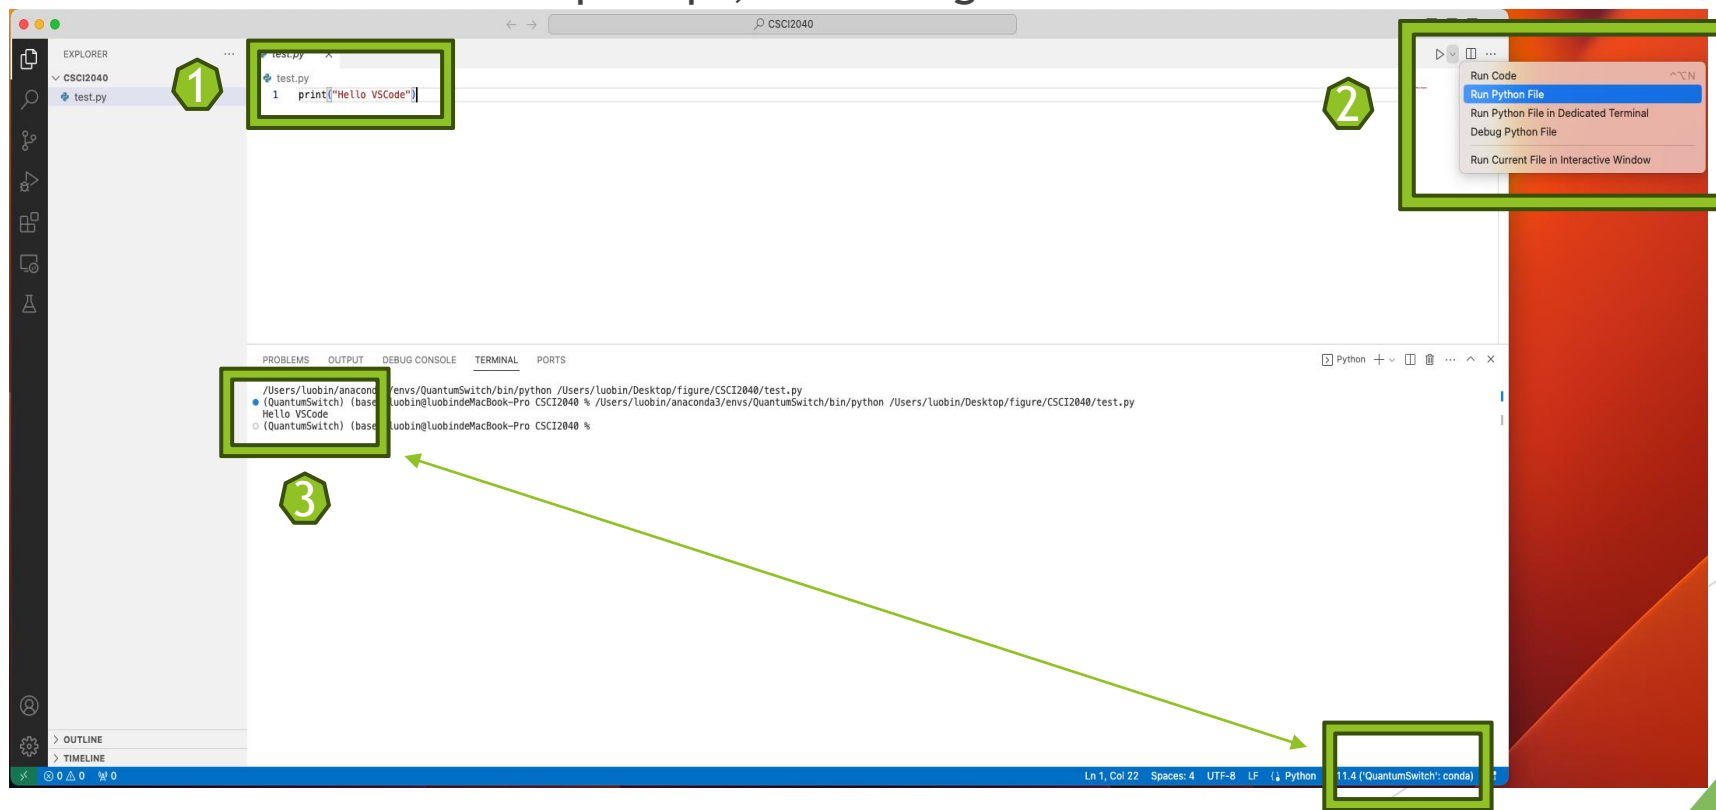 CSCI2040
EXPLORER
CSCI2040
test.py
test.py
test.py
1 print("Hello VSCode")
1
2
Run Code ^⌥N
Run Python File
Run Python File in Dedicated Terminal
Debug Python File
Run Current File in Interactive Window
PROBLEMS OUTPUT DEBUG CONSOLE TERMINAL PORTS
Python
/Users/luobin/anacond /envs/QuantumSwitch/bin/python /Users/luobin/Desktop/figure/CSCI2040/test.py
(QuantumSwitch) (base luobin@luobindeMacBook-Pro CSCI2040 % /Users/luobin/anaconda3/envs/QuantumSwitch/bin/python /Users/luobin/Desktop/figure/CSCI2040/test.py
Hello VSCode
(QuantumSwitch) (base luobin@luobindeMacBook-Pro CSCI2040 %
3
OUTLINE
TIMELINE
0 0 0
Ln 1, Col 22 Spaces: 4 UTF-8 LF Python 11.4 ('QuantumSwitch': conda)